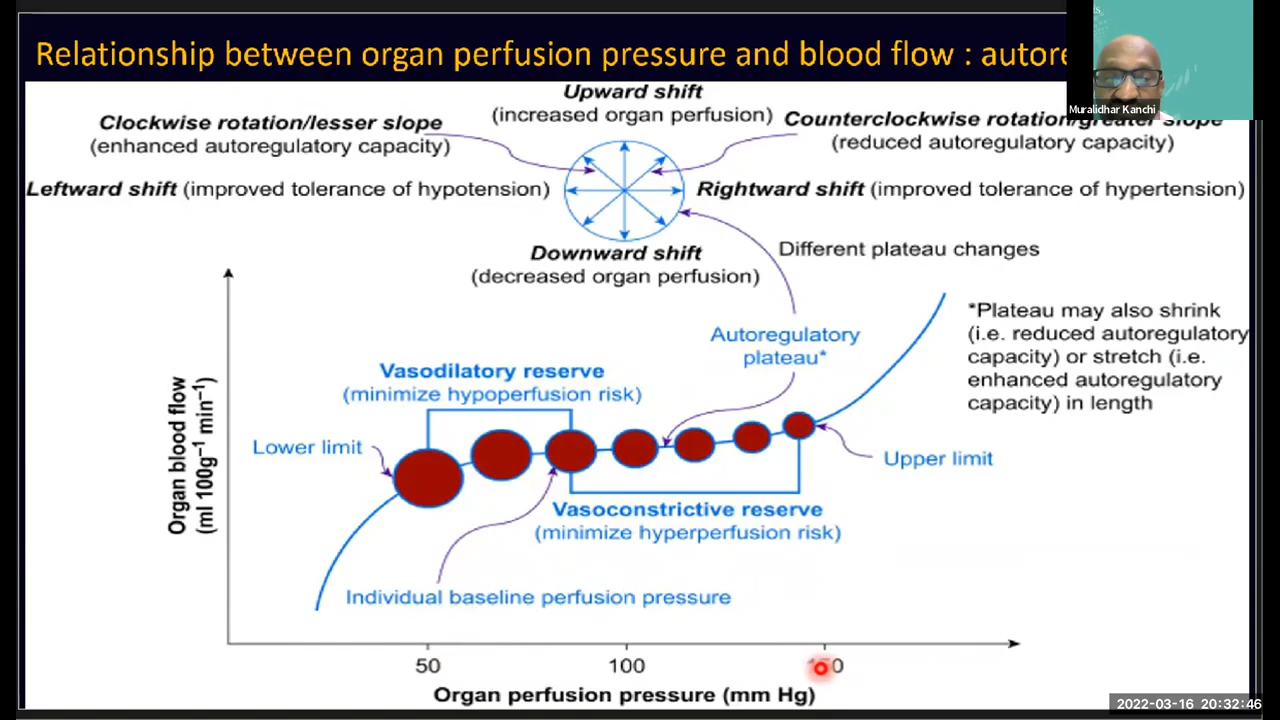 Relationship between organ perfusion pressure and blood flow :
Muralidhar Kanchi
Upward shift
(increased organ perfusion)
Clockwise rotation/lesser slope
(enhanced autoregulatory capacity)
Counterclockwise rotation/greater slope
(reduced autoregulatory capacity)
Leftward shift (improved tolerance of hypotension)
Rightward shift (improved tolerance of hypertension)
Downward shift
(decreased organ perfusion)
Different plateau changes
*Plateau may also shrink
(i.e. reduced autoregulatory
capacity) or stretch (i.e.
enhanced autoregulatory
capacity) in length
Autoregulatory
plateau*
Vasodilatory reserve
(minimize hypoperfusion risk)
Lower limit
Upper limit
Vasoconstrictive reserve
(minimize hyperperfusion risk)
Individual baseline perfusion pressure
Organ blood flow
(ml 100g⁻¹ min⁻¹)
50
100
Organ perfusion pressure (mm Hg)
2022-03-16 20:32:46